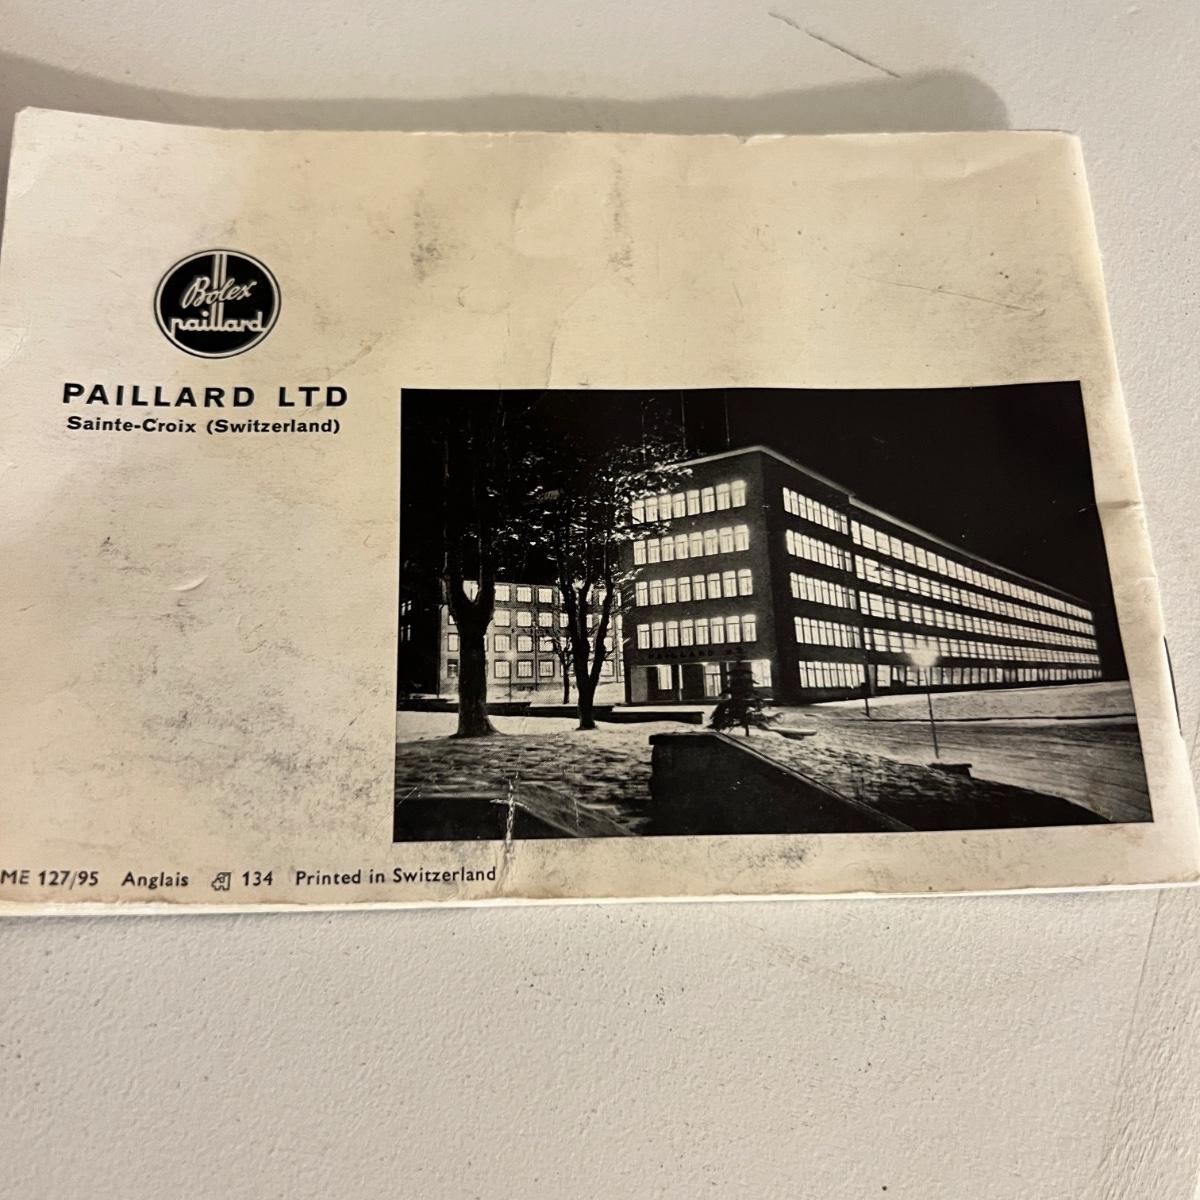 Bolex
paillard
PAILLARD LTD
Sainte-Croix (Switzerland)
PAILLARD S.A.
ME 127/95 Anglais 134 Printed in Switzerland